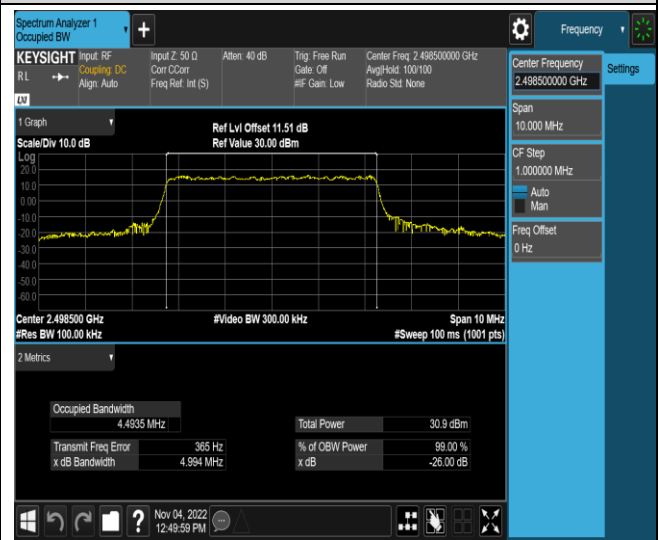 Spectrum Analyzer 1
Occupied BW
Frequency
KEYSIGHT
Input: RF
Coupling: DC
Align: Auto
Input Z: 50 Ω
Corr CCorr
Freq Ref: Int (S)
Atten: 40 dB
Trig: Free Run
Gate: Off
#IF Gain: Low
Center Freq: 2.498500000 GHz
Avg|Hold: 100/100
Radio Std: None
R L
LXI
Center Frequency
2.498500000 GHz
Settings
Span
10.000 MHz
CF Step
1.000000 MHz
Auto
Man
Freq Offset
0 Hz
1 Graph
Scale/Div 10.0 dB
Ref Lvl Offset 11.51 dB
Ref Value 30.00 dBm
Log
20.0
10.0
0.00
-10.0
-20.0
-30.0
-40.0
-50.0
-60.0
Center 2.498500 GHz
#Video BW 300.00 kHz
Span 10 MHz
#Res BW 100.00 kHz
#Sweep 100 ms (1001 pts)
2 Metrics
Occupied Bandwidth
4.4935 MHz
Total Power 30.9 dBm
Transmit Freq Error 365 Hz
% of OBW Power 99.00 %
x dB Bandwidth 4.994 MHz
x dB -26.00 dB
Nov 04, 2022
12:49:59 PM